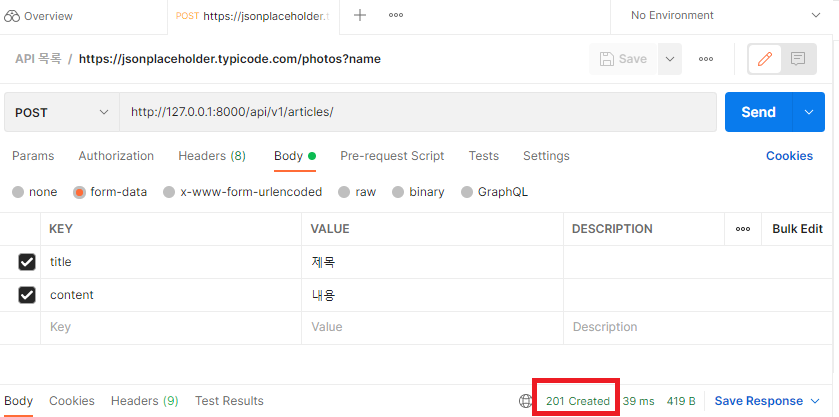 Overview POST https://jsonplaceholder.ty No Environment
API 목록 / https://jsonplaceholder.typicode.com/photos?name Save
POST http://127.0.0.1:8000/api/v1/articles/ Send
Params Authorization Headers (8) Body Pre-request Script Tests Settings Cookies
none form-data x-www-form-urlencoded raw binary GraphQL
KEY VALUE DESCRIPTION Bulk Edit
title 제목
content 내용
Key Value Description
Body Cookies Headers (9) Test Results 201 Created 39 ms 419 B Save Response